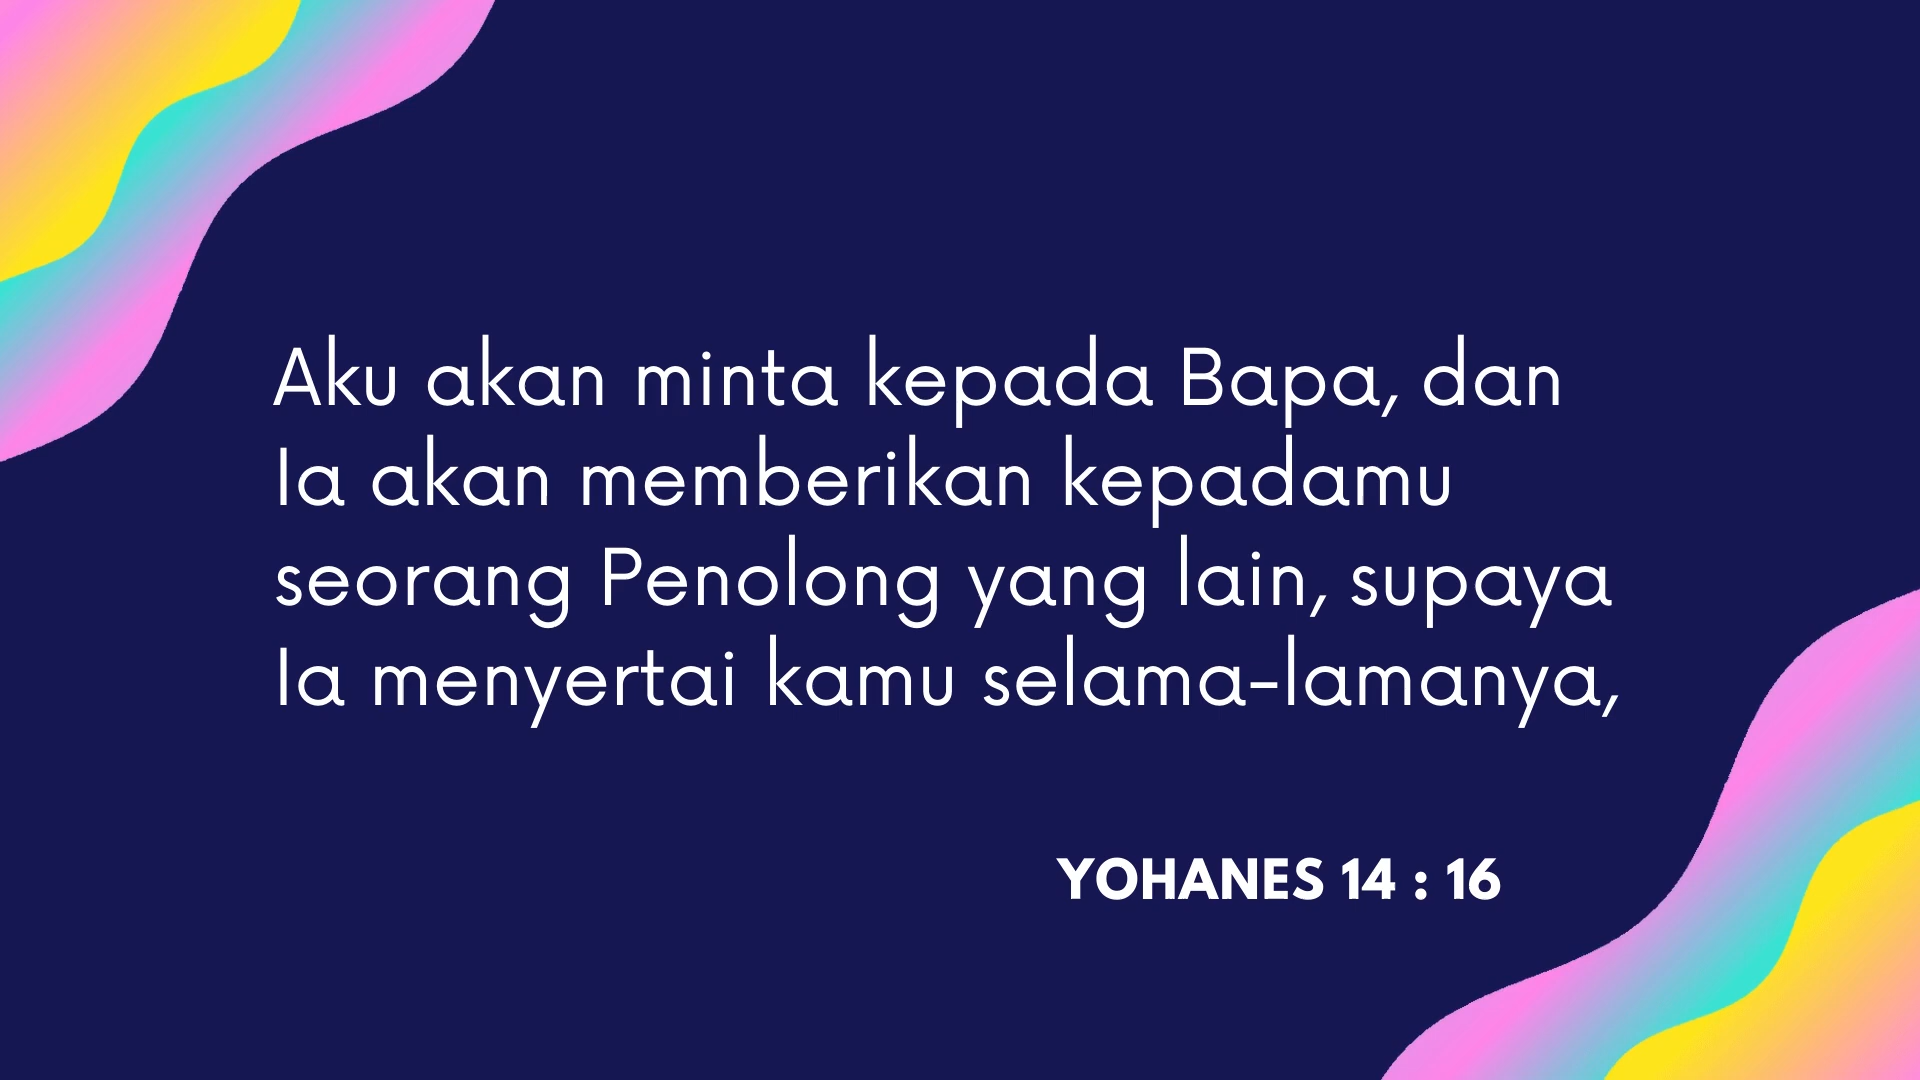 Aku akan minta kepada Bapa, dan
Ia akan memberikan kepadamu
seorang Penolong yang lain, supaya
Ia menyertai kamu selama-lamanya,
YOHANES 14 : 16